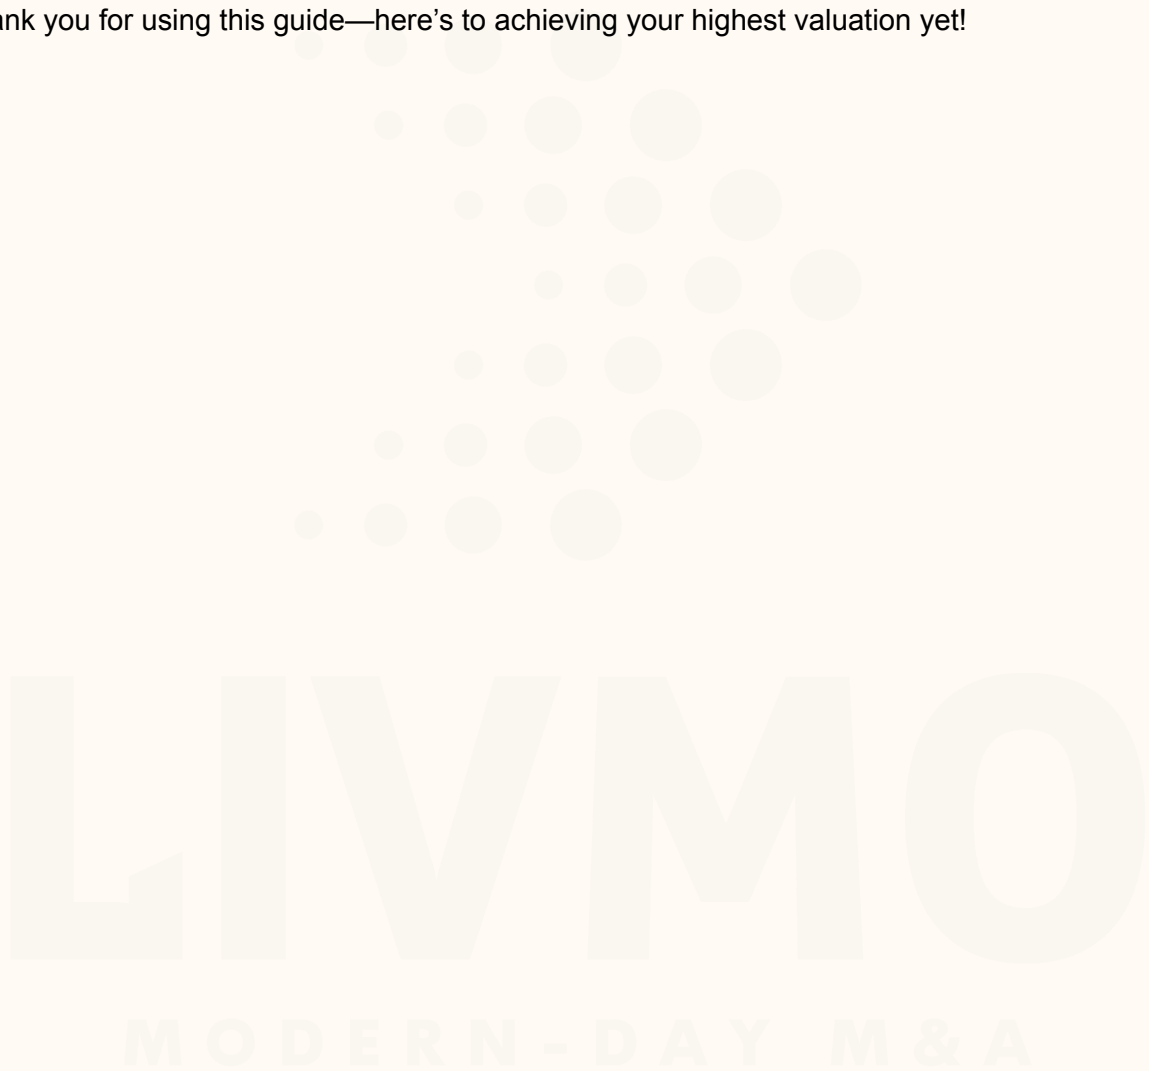 ank you for using this guide—here’s to achieving your highest valuation yet!
LIVMO
MODERN-DAY M&A